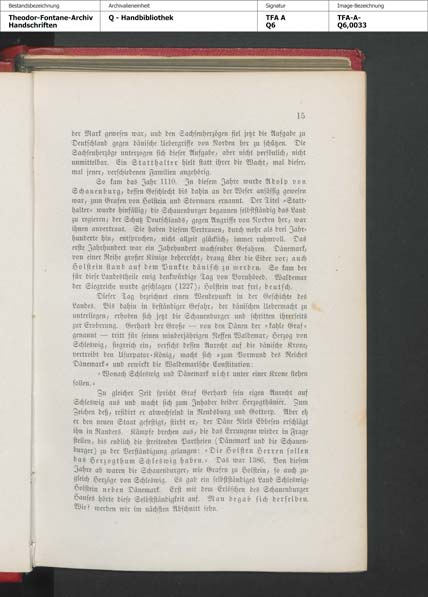 Bestandsbezeichnung
Theodor-Fontane-Archiv
Handschriften
Archivalieneinheit
Q - Handbibliothek
Signatur
TFA A
Q6
Image-Bezeichnung
TFA-A-
Q6,0033
15
der Mark gewesen war, und den Sachsenherzögen fiel jetzt die Aufgabe zu
Deutschland gegen dänische Uebergriffe von Norden her zu schützen. Die
Sachsenherzöge unterzogen sich dieser Aufgabe, aber nicht persönlich, nicht
unmittelbar. Ein Statthalter hielt statt ihrer die Wacht, mal dieser,
mal jener, verschiedenen Familien angehörig.
So kam das Jahr 1110. In diesem Jahre wurde Adolp von
Schauenburg, dessen Geschlecht bis dahin an der Weser ansässig gewesen
war, zum Grafen von Holstein und Stormarn ernannt. Der Titel »Statt-
halter« wurde hinfällig; die Schauenburger begannen selbstständig das Land
zu regieren; der Schutz Deutschlands, gegen Angriffe von Norden her, war
ihnen anvertraut. Sie haben diesem Vertrauen, durch mehr als drei Jahr-
hunderte hin, entsprochen, nicht allzeit glücklich, immer ruhmvoll. Das
erste Jahrhundert war ein Jahrhundert wachsender Gefahren. Dänemark,
von einer Reihe großer Könige beherrscht, drang über die Eider vor; auch
Holstein stand auf dem Punkte dänisch zu werden. So kam der
für diese Landestheile ewig denkwürdige Tag von Bornhöved. Waldemar
der Siegreiche wurde geschlagen (1227); Holstein war frei, deutsch.
Dieser Tag bezeichnet einen Wendepunkt in der Geschichte des
Landes. Bis dahin in beständiger Gefahr, der dänischen Uebermacht zu
unterliegen, erhoben sich jetzt die Schauenburger und schritten ihrerseits
zur Eroberung. Gerhard der Große — von den Dänen der »kahle Graf«
genannt — tritt für seinen minderjährigen Neffen Waldemar, Herzog von
Schleswig, siegreich ein; verficht dessen Anrecht auf die dänische Krone,
vertreibt den Usurpator-König, macht sich »zum Vormund des Reiches
Dänemark« und erwirkt die Waldemarische Constitution:
»Wonach Schleswig und Dänemark nicht unter einer Krone stehen
sollen.«
Zu gleicher Zeit spricht Graf Gerhard sein eigen Anrecht auf
Schleswig aus und macht sich zum Inhaber beider Herzogthümer. Zum
Zeichen deß, residirt er abwechselnd in Rendsburg und Gottorp. Aber eh
er den neuen Staat gefestigt, stirbt er; der Däne Niels Ebbesen erschlägt
ihn in Randers. Kämpfe brechen aus, die das Errungene wieder in Frage
stellen, bis endlich die streitenden Partheien (Dänemark und die Schauen-
burger) zu der Verständigung gelangen: »Die Holsten Herren sollen
das Herzogthum Schleswig haben.« Das war 1386. Von diesem
Jahre ab waren die Schauenburger, wie Grafen zu Holstein, so auch zu-
gleich Herzöge von Schleswig. Es gab ein selbstständiges Land Schleswig-
Holstein neben Dänemark. Erst mit dem Erlöschen des Schauenburger
Hauses hörte diese Selbstständigkeit auf. Man begab sich derselben.
Wie? werden wir im nächsten Abschnitt sehn.